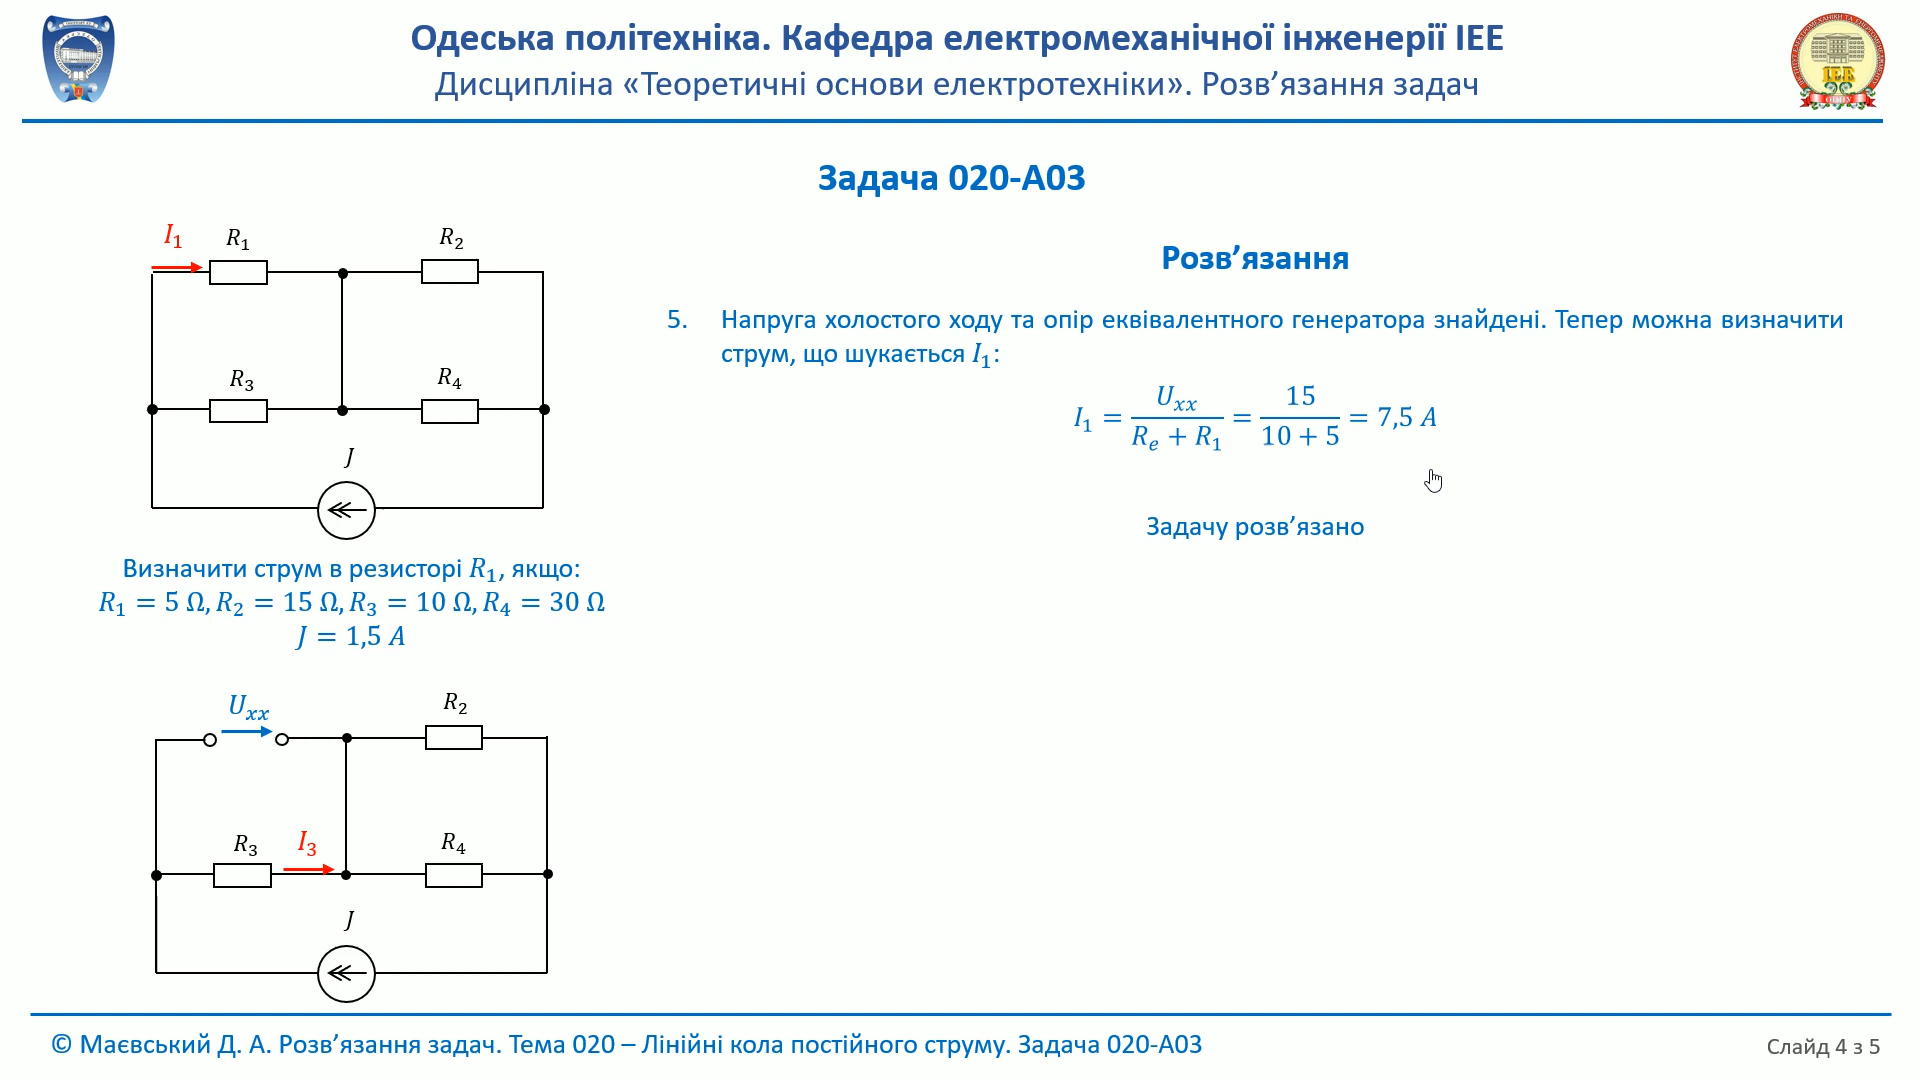 Одеська політехніка. Кафедра електромеханічної інженерії ІЕЕ
Дисципліна «Теоретичні основи електротехніки». Розв’язання задач
ІЕЕ
Задача 020-А03
I₁
R₁
R₂
R₃
R₄
J
Визначити струм в резисторі R₁, якщо:
R₁ = 5 Ω, R₂ = 15 Ω, R₃ = 10 Ω, R₄ = 30 Ω
J = 1,5 A
Uₓₓ
R₂
R₃
I₃
R₄
J
Розв’язання
5. Напруга холостого ходу та опір еквівалентного генератора знайдені. Тепер можна визначити
струм, що шукається I₁:
I₁ = Uₓₓ / (Rₑ + R₁) = 15 / (10 + 5) = 7,5 A
Задачу розв’язано
© Маєвський Д. А. Розв’язання задач. Тема 020 – Лінійні кола постійного струму. Задача 020-А03
Слайд 4 з 5